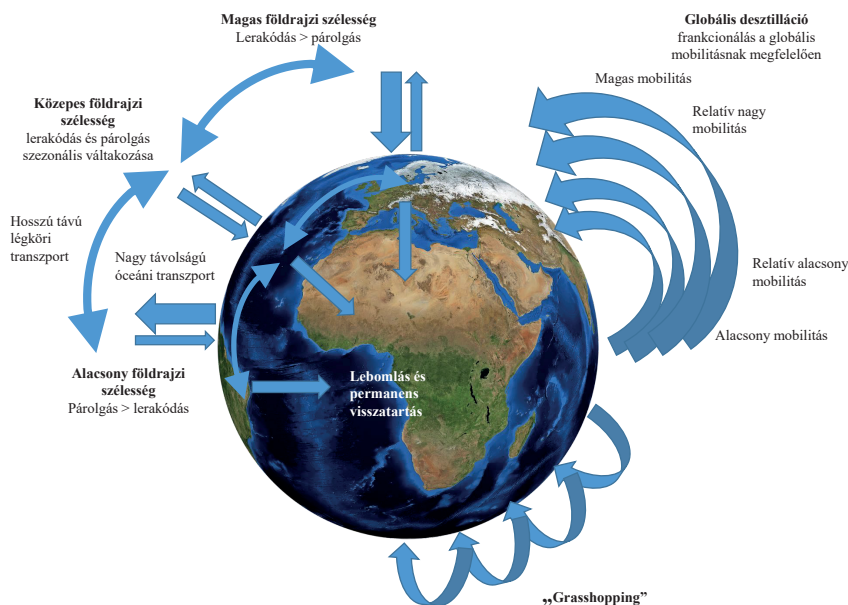 Magas földrajzi szélesség
Lerakódás > párolgás
Globális desztilláció
frankcionálás a globális
mobilitásnak megfelelően
Magas mobilitás
Relatív nagy
mobilitás
Közepes földrajzi
szélesség
lerakódás és párolgás
szezonális váltakozása
Hosszú távú
légköri
transzport
Nagy távolságú
óceáni transzport
Relatív alacsony
mobilitás
Alacsony mobilitás
Alacsony földrajzi
szélesség
Párolgás > lerakódás
Lebomlás és
permanens
visszatartás
„Grasshopping”